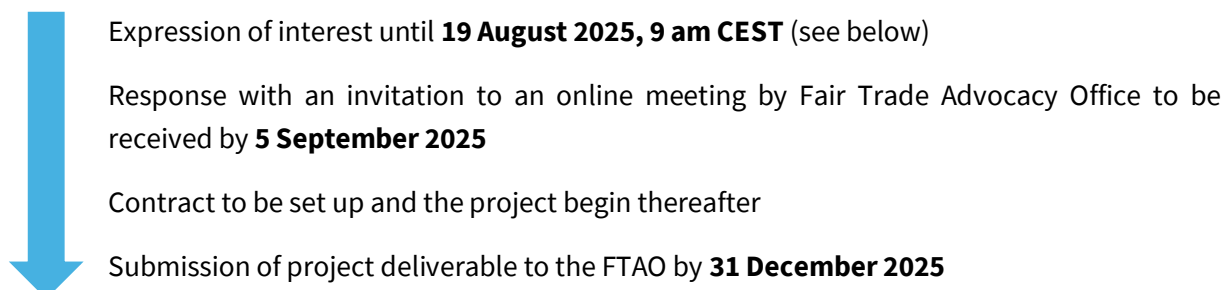 Expression of interest until 19 August 2025, 9 am CEST (see below)
Response with an invitation to an online meeting by Fair Trade Advocacy Office to be
received by 5 September 2025
Contract to be set up and the project begin thereafter
Submission of project deliverable to the FTAO by 31 December 2025